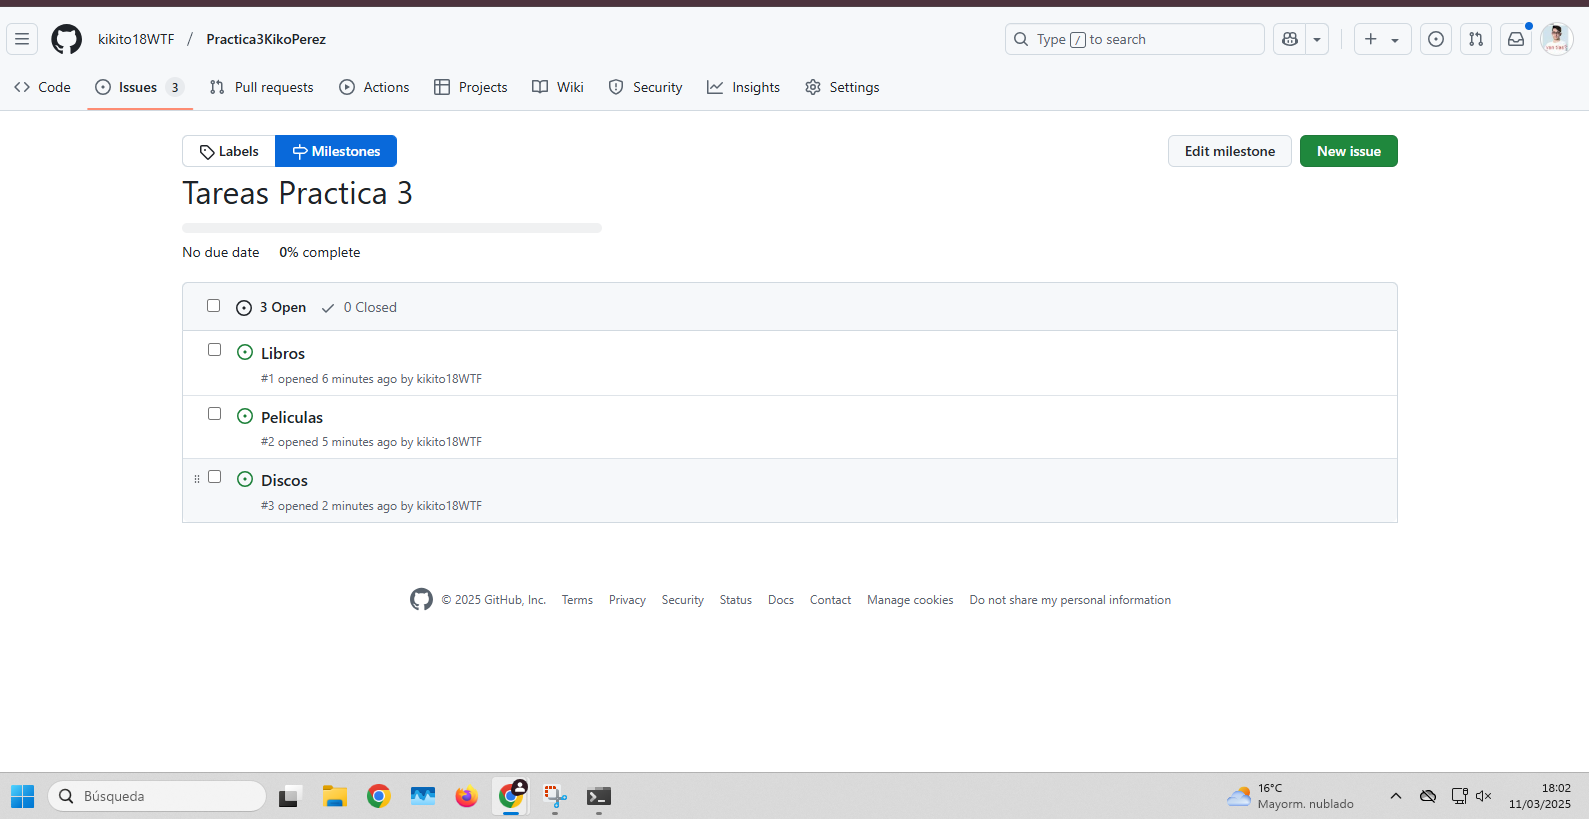 kikito18WTF / Practica3KikoPerez
Type / to search
Code
Issues 3
Pull requests
Actions
Projects
Wiki
Security
Insights
Settings
Labels
Milestones
Edit milestone
New issue
Tareas Practica 3
No due date 0% complete
3 Open 0 Closed
Libros
#1 opened 6 minutes ago by kikito18WTF
Peliculas
#2 opened 5 minutes ago by kikito18WTF
Discos
#3 opened 2 minutes ago by kikito18WTF
© 2025 GitHub, Inc. Terms Privacy Security Status Docs Contact Manage cookies Do not share my personal information
Búsqueda
16°C
Mayorm. nublado
18:02
11/03/2025